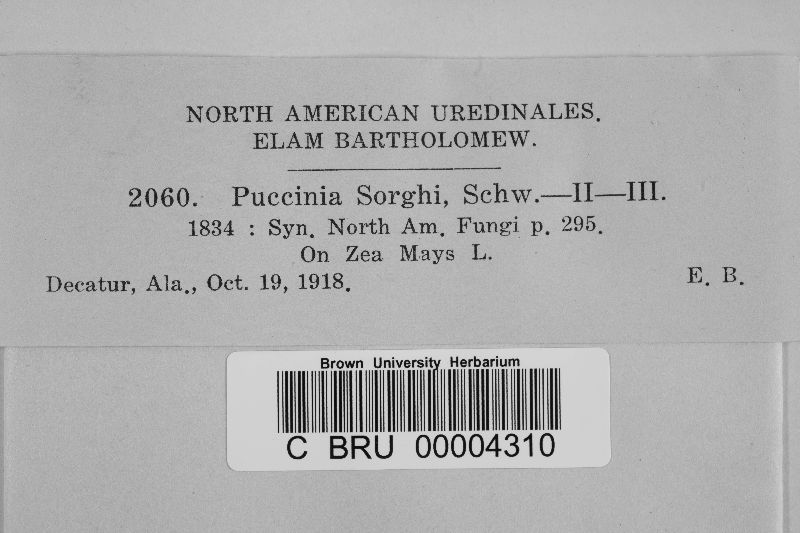 NORTH AMERICAN UREDINALES.
ELAM BARTHOLOMEW.
2060. Puccinia Sorghi, Schw.—II—III.
1834 : Syn. North Am. Fungi p. 295.
On Zea Mays L.
Decatur, Ala., Oct. 19, 1918. E. B.
Brown University Herbarium
C BRU 00004310